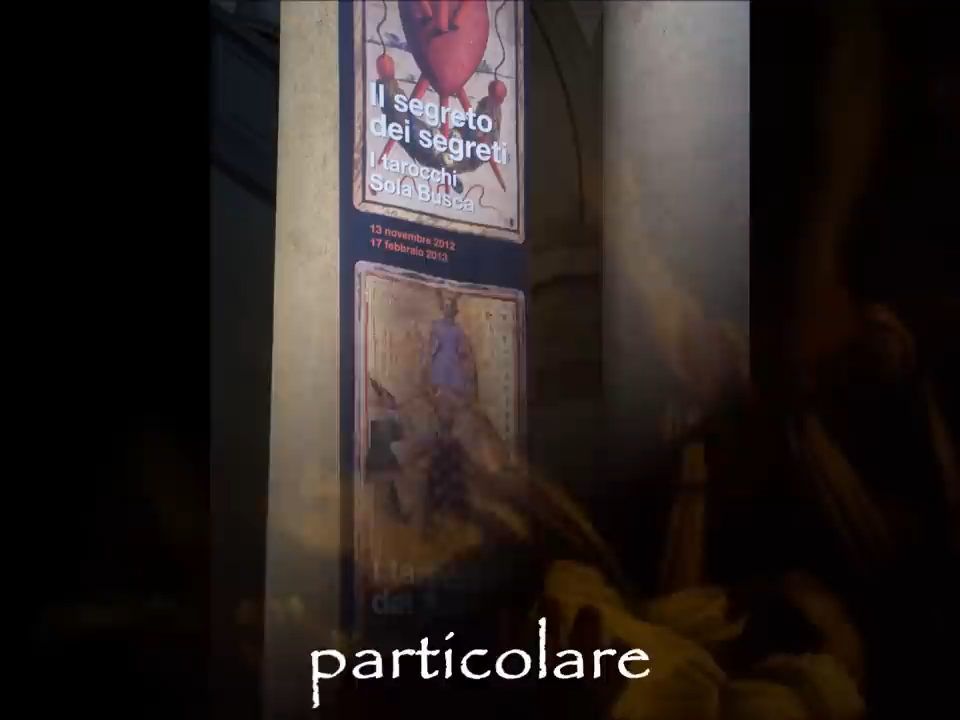 Il segreto
dei segreti
I tarocchi
Sola Busca
13 novembre 2012
17 febbraio 2013
particolare